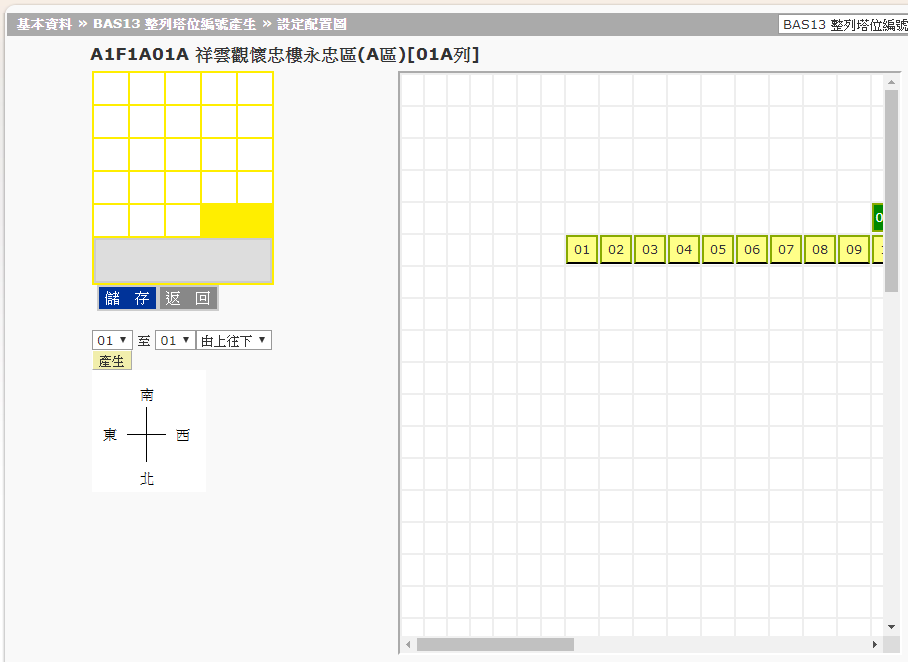 基本資料 » BAS13 整列塔位編號產生 » 設定配置圖
BAS13 整列塔位編號
A1F1A01A 祥雲觀懷忠樓永忠區(A區)[01A列]
01 02 03 04 05 06 07 08 09
儲 存 返 回
01 至 01 由上往下
產生
南
東 西
北